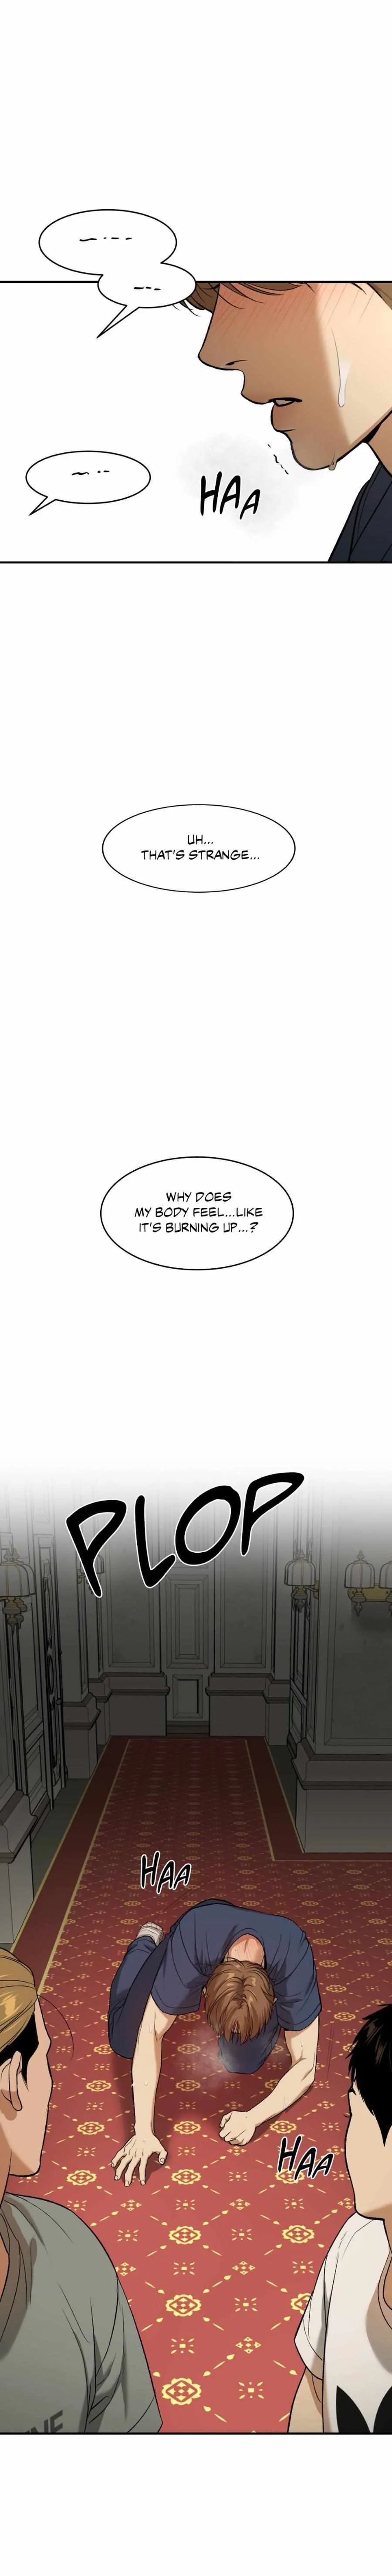 HAA
UH...
THAT'S STRANGE...
WHY DOES
MY BODY FEEL...LIKE
IT'S BURNING UP...?
PLOP
HAA
HAA